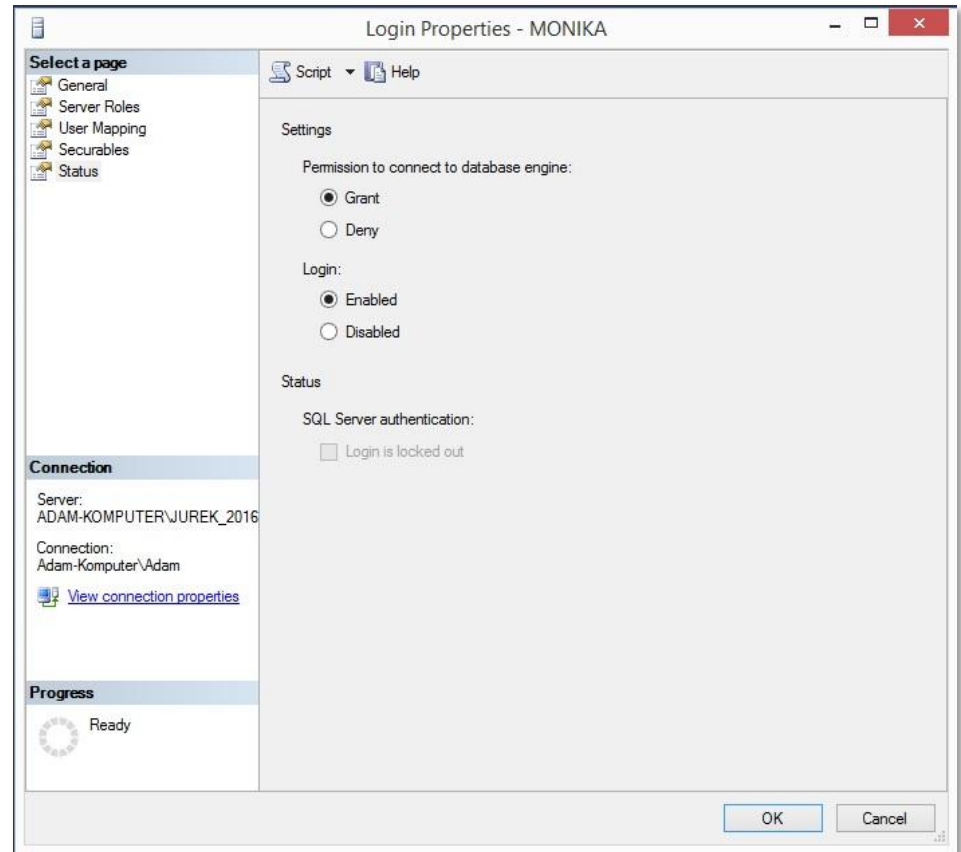 Login Properties - MONIKA
Select a page
General
Server Roles
User Mapping
Securables
Status
Script Help
Settings
Permission to connect to database engine:
Grant
Deny
Login:
Enabled
Disabled
Status
SQL Server authentication:
Login is locked out
Connection
Server:
ADAM-KOMPUTER\JUREK_2016
Connection:
Adam-Komputer\Adam
View connection properties
Progress
Ready
OK Cancel